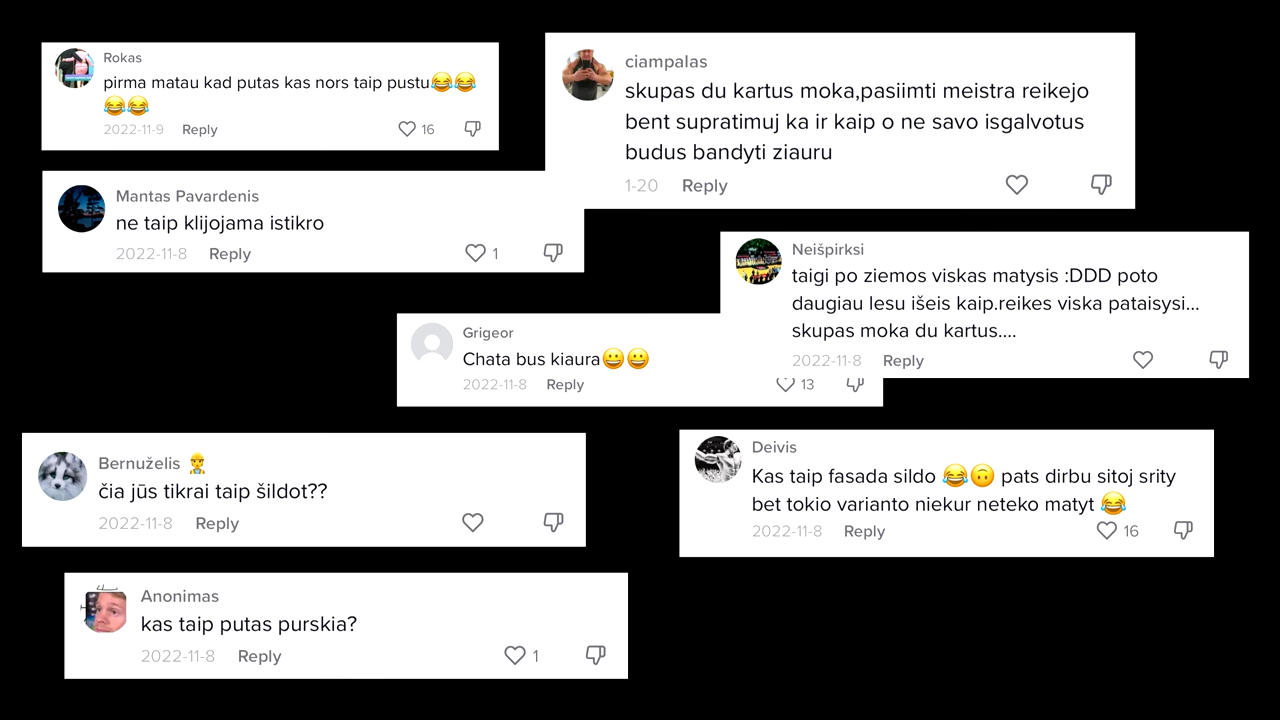 Rokas
pirma matau kad putas kas nors taip pustu😂😂
😂😂
2022-11-9 Reply 16
ciampalas
skupas du kartus moka,pasiimti meistra reikejo
bent supratimuj ka ir kaip o ne savo isgalvotus
budus bandyti ziauru
1-20 Reply
Mantas Pavardenis
ne taip klijojama istikro
2022-11-8 Reply 1
Neišpirksi
taigi po ziemos viskas matysis :DDD poto
daugiau lesu išeis kaip.reikes viska pataisysi...
skupas moka du kartus....
2022-11-8 Reply
Grigeor
Chata bus kiaura😀😀
2022-11-8 Reply 13
Bernuželis 👷‍♂️
čia jūs tikrai taip šildot??
2022-11-8 Reply
Deivis
Kas taip fasada sildo 😂🙃 pats dirbu sitoj srity
bet tokio varianto niekur neteko matyt 😂
2022-11-8 Reply 16
Anonimas
kas taip putas purskia?
2022-11-8 Reply 1